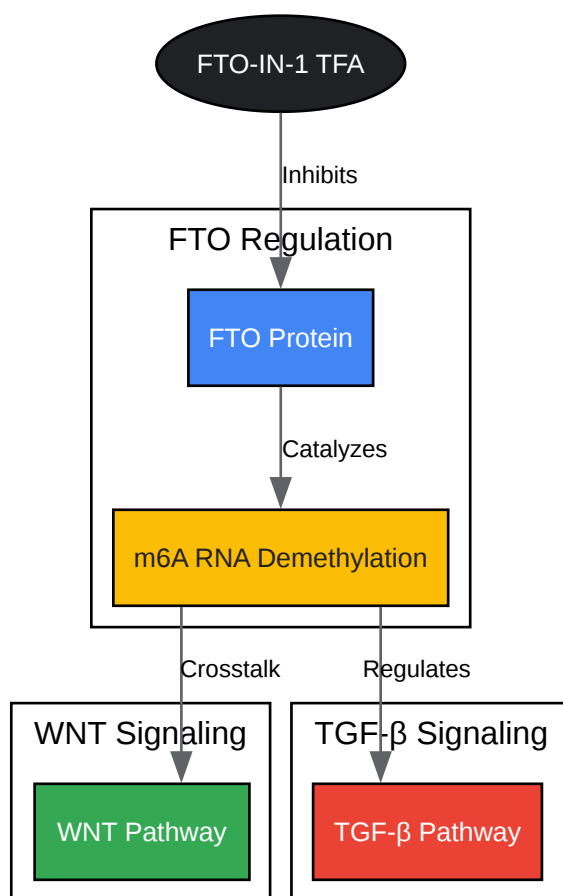 FTO-IN-1 TFA
Inhibits
FTO Regulation
FTO Protein
Catalyzes
m6A RNA Demethylation
Crosstalk
Regulates
WNT Signaling
TGF-β Signaling
WNT Pathway
TGF-β Pathway